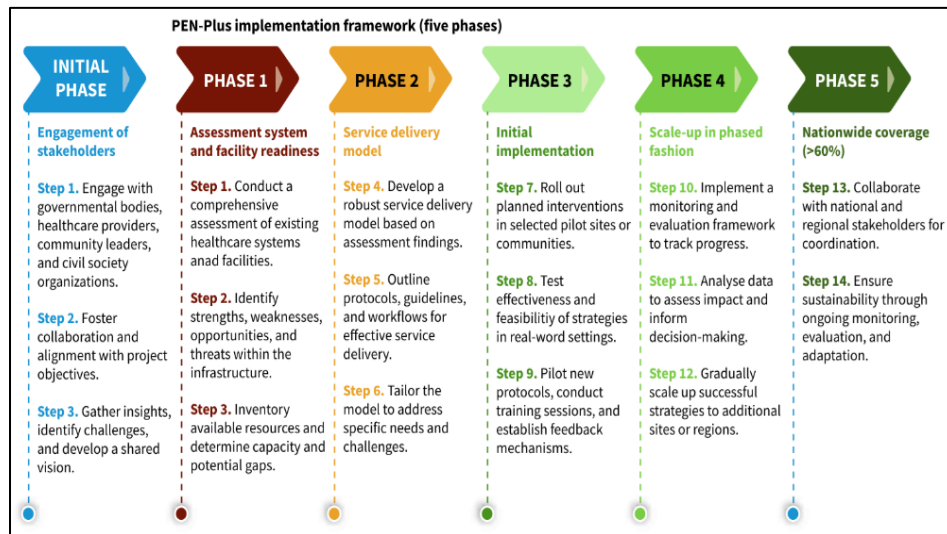 PEN-Plus implementation framework (five phases)
INITIAL
PHASE
Engagement of
stakeholders
Step 1. Engage with
governmental bodies,
healthcare providers,
community leaders,
and civil society
organizations.
Step 2. Foster
collaboration and
alignment with project
objectives.
Step 3. Gather insights,
identify challenges,
and develop a shared
vision.
PHASE 1
Assessment system
and facility readiness
Step 1. Conduct a
comprehensive
assessment of existing
healthcare systems
anad facilities.
Step 2. Identify
strengths, weaknesses,
opportunities, and
threats within the
infrastructure.
Step 3. Inventory
available resources and
determine capacity and
potential gaps.
PHASE 2
Service delivery
model
Step 4. Develop a
robust service delivery
model based on
assessment findings.
Step 5. Outline
protocols, guidelines,
and workflows for
effective service
delivery.
Step 6. Tailor the
model to address
specific needs and
challenges.
PHASE 3
Initial
implementation
Step 7. Roll out
planned interventions
in selected pilot sites or
communities.
Step 8. Test
effectiveness and
feasibilitiy of strategies
in real-word settings.
Step 9. Pilot new
protocols, conduct
training sessions, and
establish feedback
mechanisms.
PHASE 4
Scale-up in phased
fashion
Step 10. Implement a
monitoring and
evaluation framework
to track progress.
Step 11. Analyse data
to assess impact and
inform
decision-making.
Step 12. Gradually
scale up successful
strategies to additional
sites or regions.
PHASE 5
Nationwide coverage
(>60%)
Step 13. Collaborate
with national and
regional stakeholders for
coordination.
Step 14. Ensure
sustainability through
ongoing monitoring,
evaluation, and
adaptation.